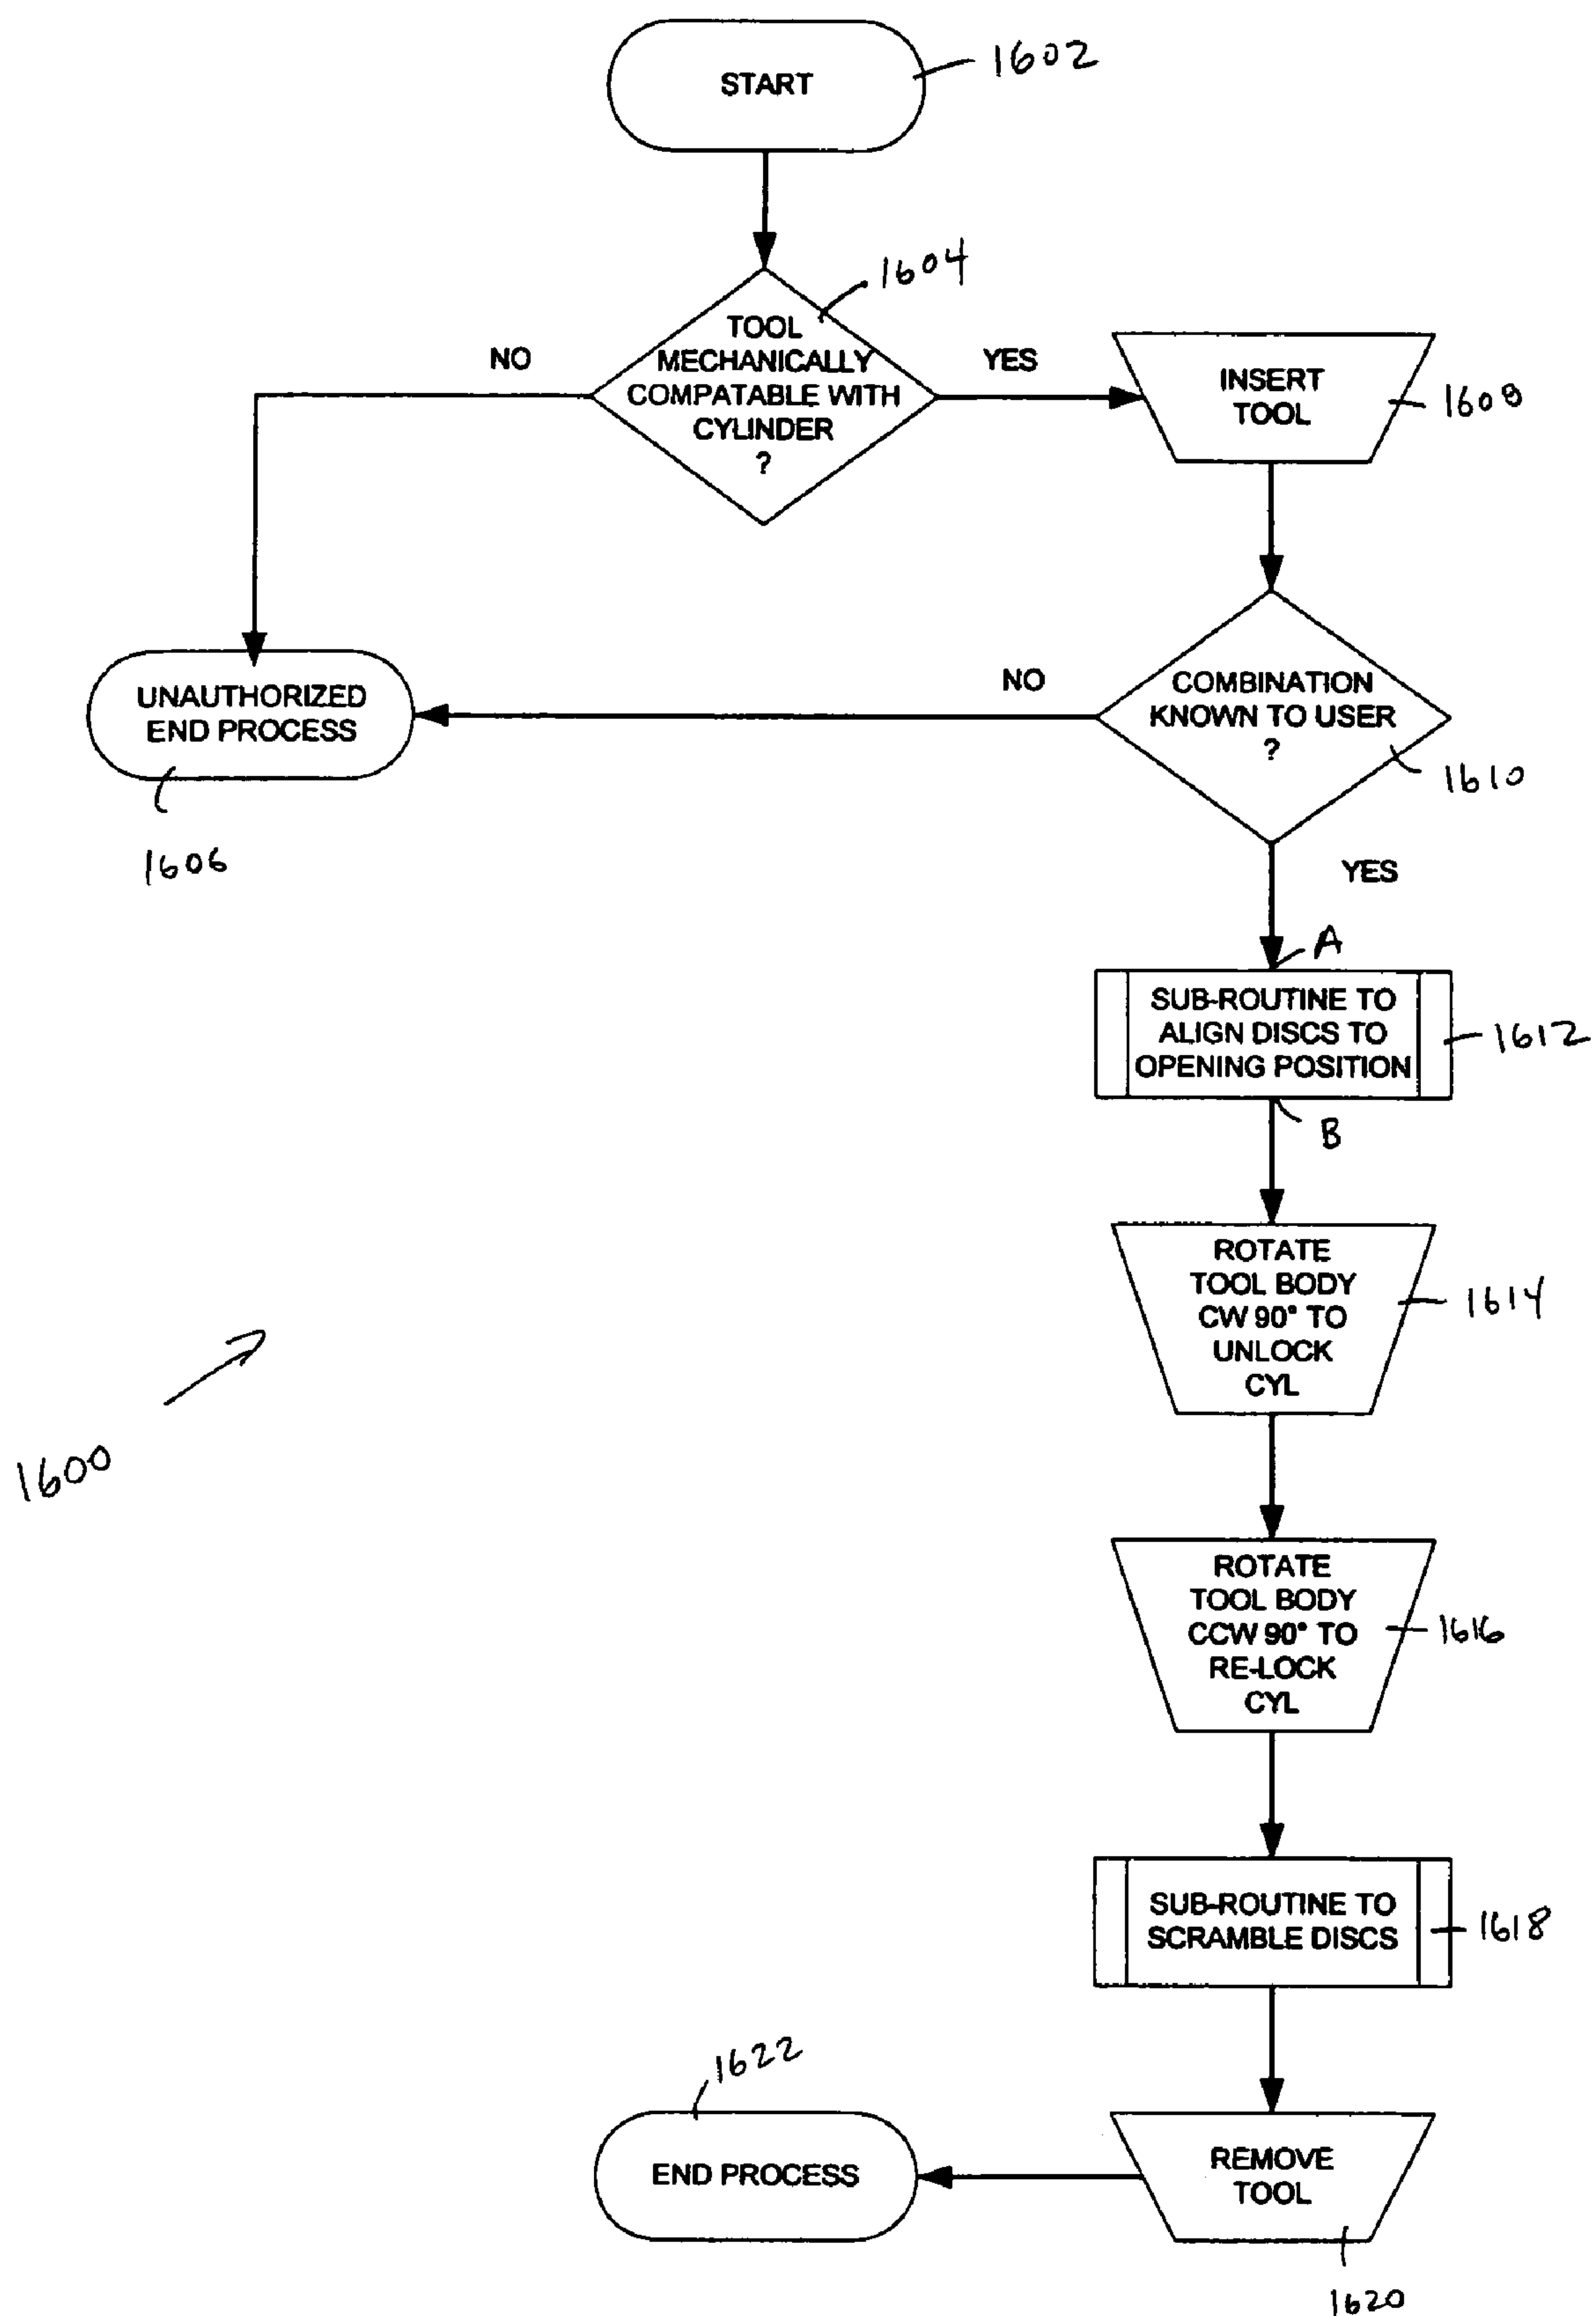 START
1602
1604
TOOL
MECHANICALLY
COMPATABLE WITH
CYLINDER
?
NO
YES
INSERT
TOOL
1608
UNAUTHORIZED
END PROCESS
1606
NO
COMBINATION
KNOWN TO USER
?
1610
YES
A
SUB-ROUTINE TO
ALIGN DISCS TO
OPENING POSITION
1612
B
ROTATE
TOOL BODY
CW 90° TO
UNLOCK
CYL
1614
1600
ROTATE
TOOL BODY
CCW 90° TO
RE-LOCK
CYL
1616
SUB-ROUTINE TO
SCRAMBLE DISCS
1618
1622
END PROCESS
REMOVE
TOOL
1620